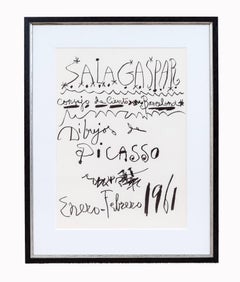 SALA GASPAR
Consejo de Ciento Barcelona
Dibujos de
PICASSO
Enero-Febrero 1961